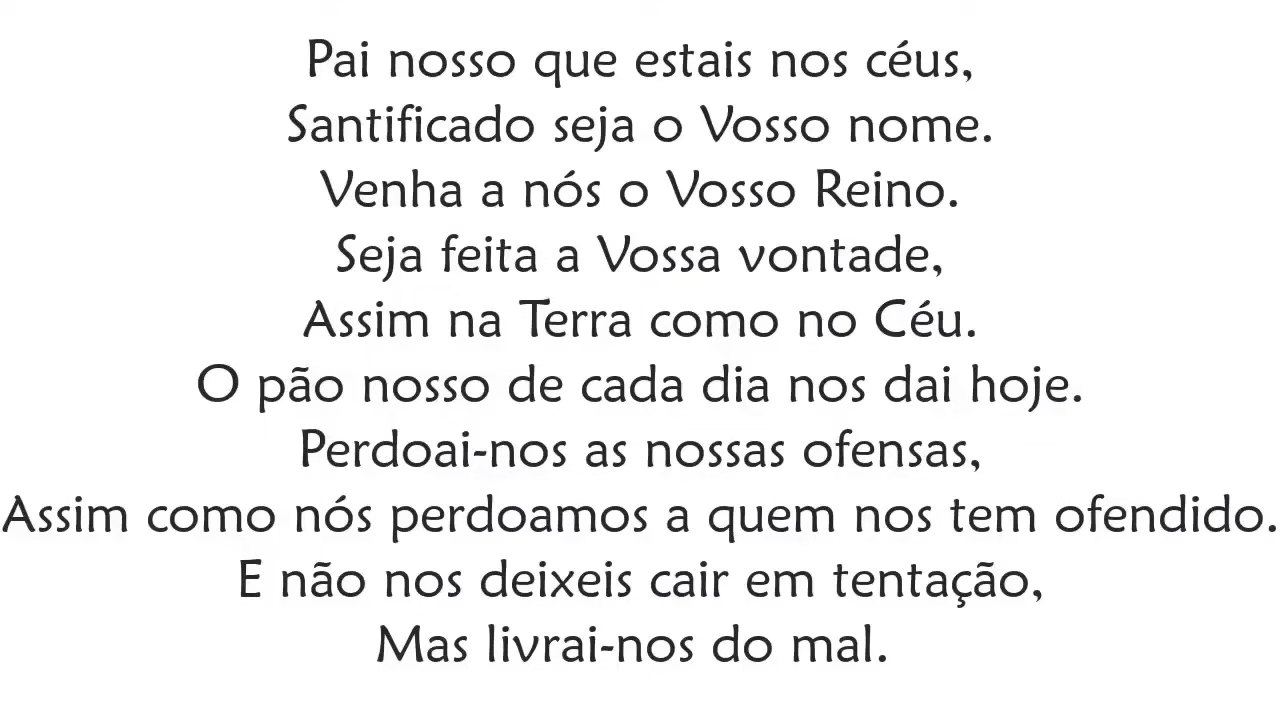 Pai nosso que estais nos céus,
Santificado seja o Vosso nome.
Venha a nós o Vosso Reino.
Seja feita a Vossa vontade,
Assim na Terra como no Céu.
O pão nosso de cada dia nos dai hoje.
Perdoai-nos as nossas ofensas,
Assim como nós perdoamos a quem nos tem ofendido.
E não nos deixeis cair em tentação,
Mas livrai-nos do mal.